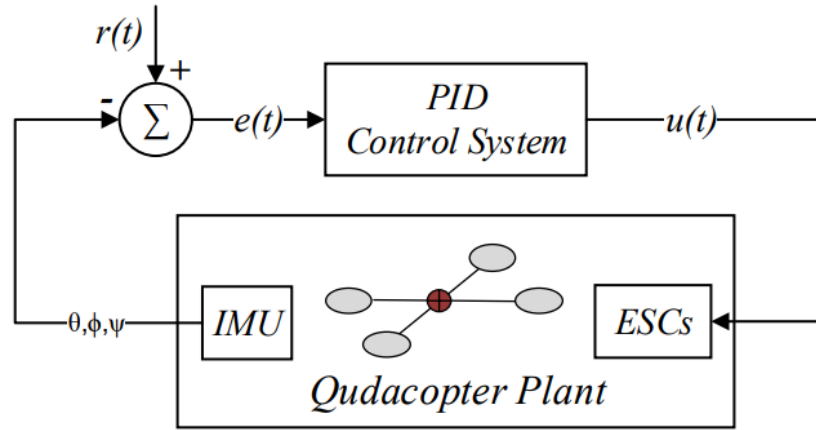 r(t)
+
-
Σ
e(t)
PID
Control System
u(t)
θ,ϕ,ψ
IMU
ESCs
Qudacopter Plant